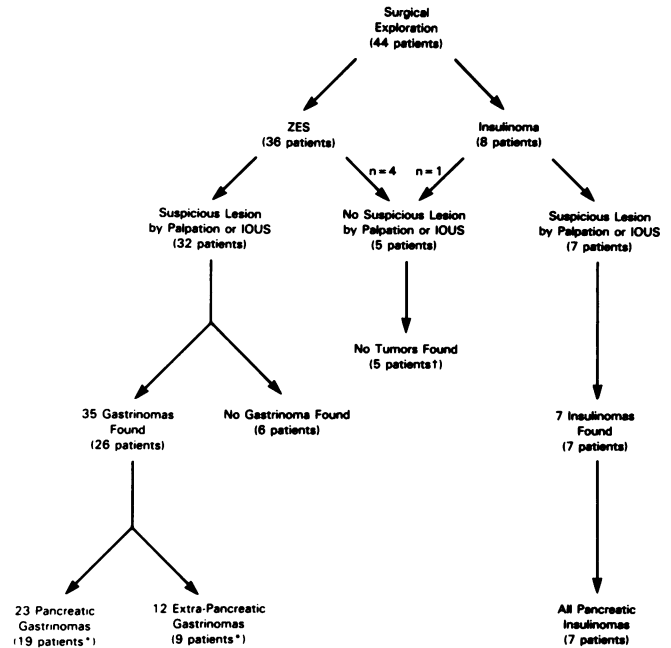 Surgical
Exploration
(44 patients)
ZES
(36 patients)
Insulinoma
(8 patients)
n=4
n=1
Suspicious Lesion
by Palpation or IOUS
(32 patients)
No Suspicious Lesion
by Palpation or IOUS
(5 patients)
Suspicious Lesion
by Palpation or IOUS
(7 patients)
No Tumors Found
(5 patients†)
35 Gastrinomas
Found
(26 patients)
No Gastrinoma Found
(6 patients)
7 Insulinomas
Found
(7 patients)
23 Pancreatic
Gastrinomas
(19 patients*)
12 Extra-Pancreatic
Gastrinomas
(9 patients*)
All Pancreatic
Insulinomas
(7 patients)